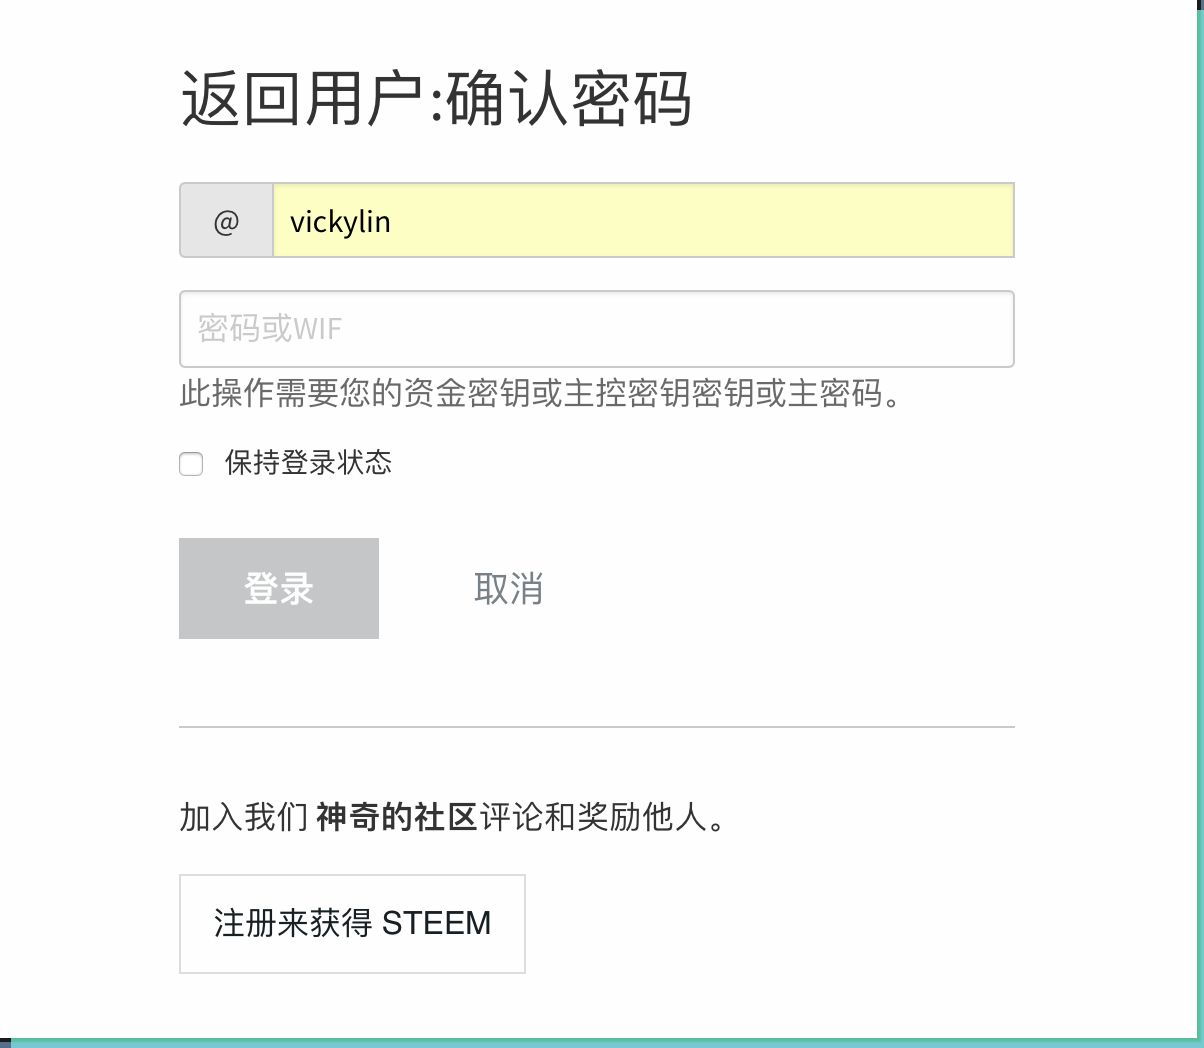 返回用户:确认密码
@ vickylin
密码或WIF
此操作需要您的资金密钥或主控密钥密钥或主密码。
保持登录状态
登录 取消
加入我们 神奇的社区评论和奖励他人。
注册来获得 STEEM